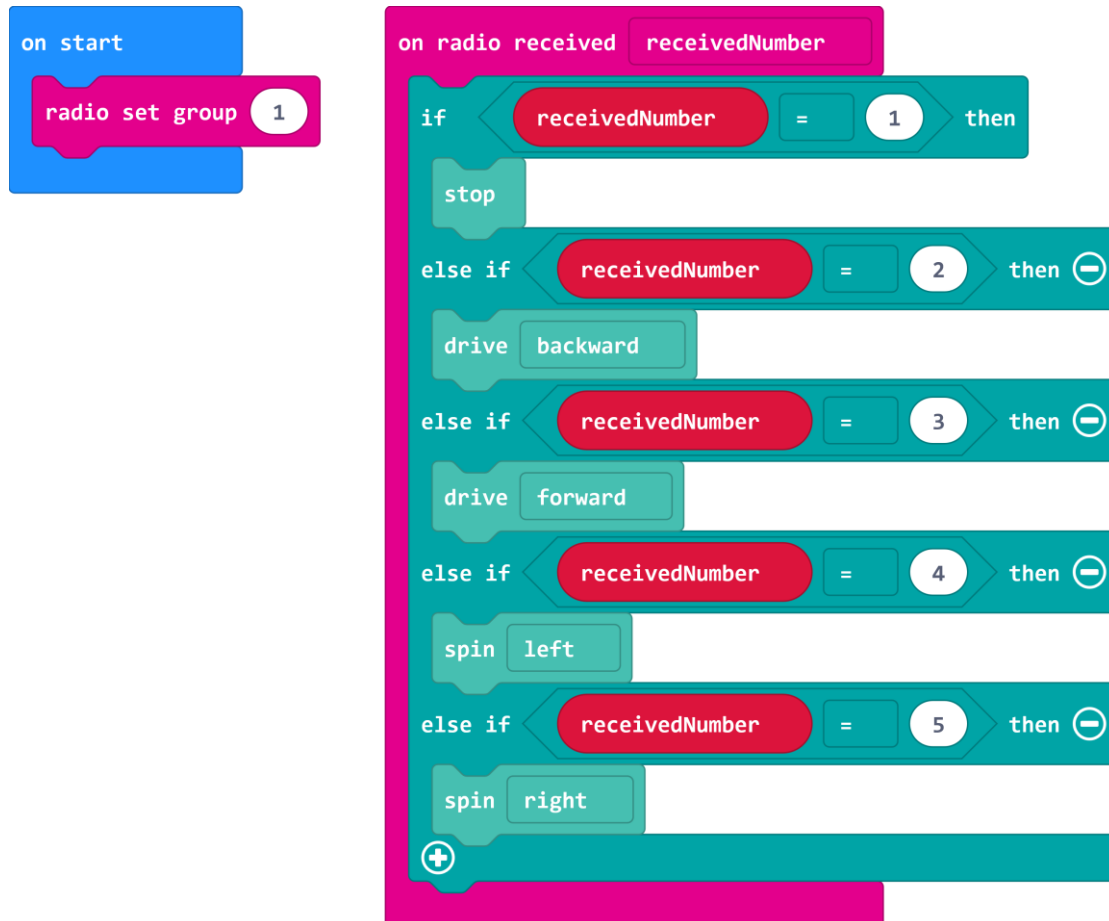 on start
radio set group 1
on radio received receivedNumber
if receivedNumber = 1 then
stop
else if receivedNumber = 2 then
drive backward
else if receivedNumber = 3 then
drive forward
else if receivedNumber = 4 then
spin left
else if receivedNumber = 5 then
spin right